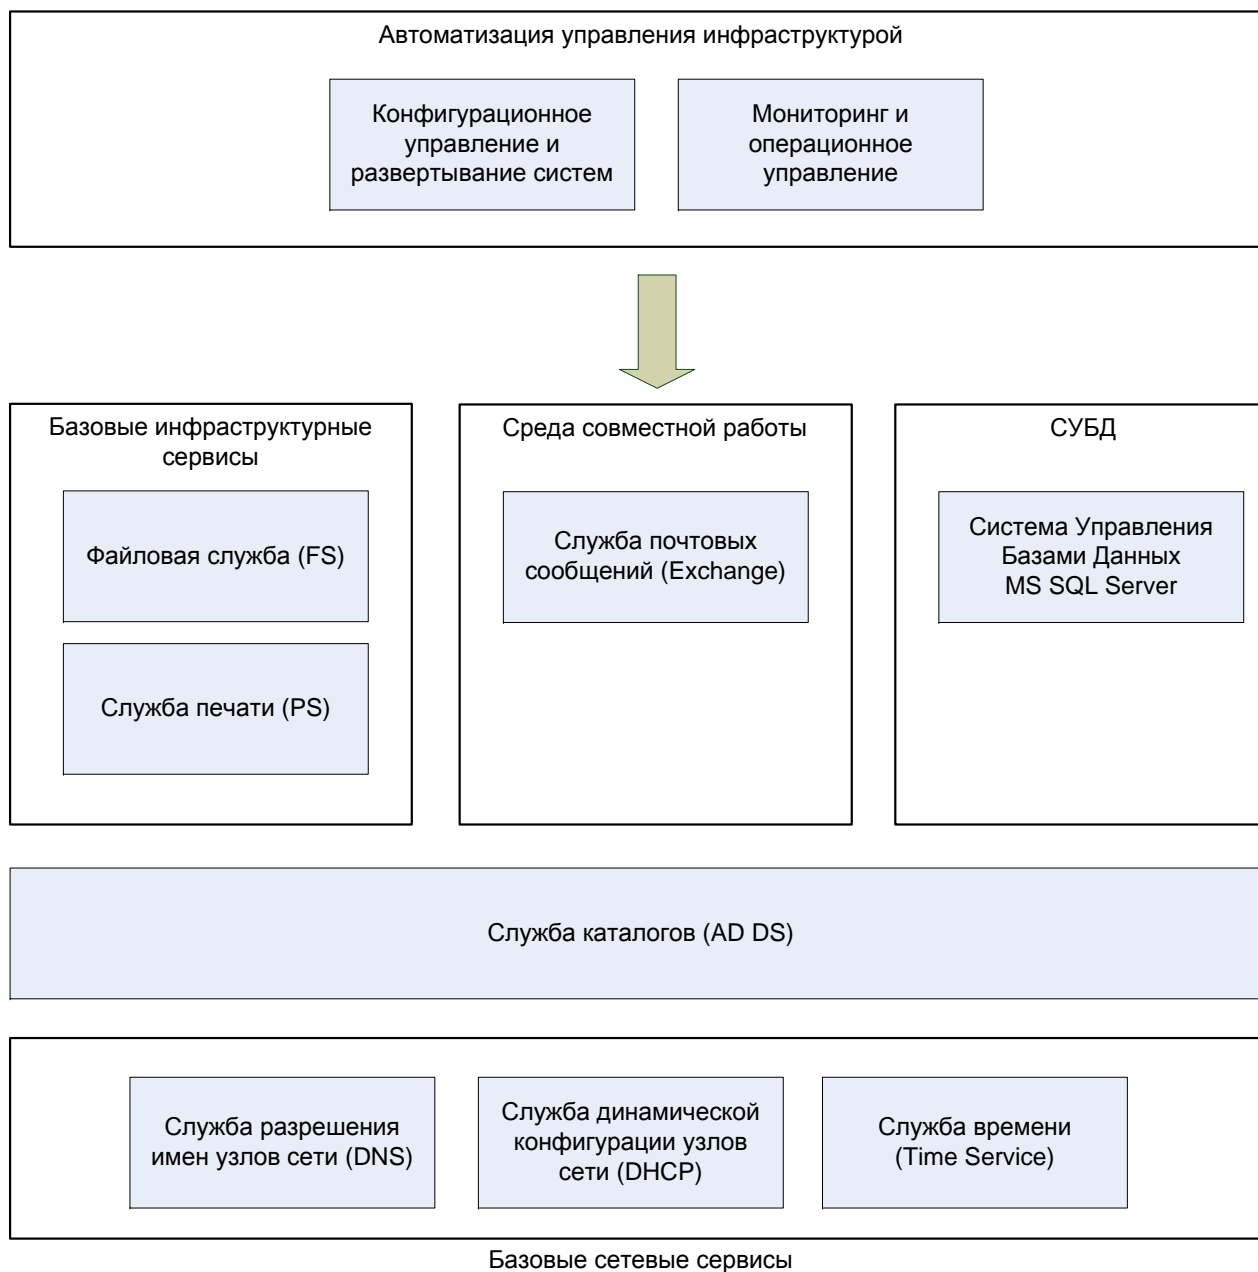 Автоматизация управления инфраструктурой
Конфигурационное
управление и
развертывание систем
Мониторинг и
операционное
управление
Базовые инфраструктурные
сервисы
Файловая служба (FS)
Служба печати (PS)
Среда совместной работы
Служба почтовых
сообщений (Exchange)
СУБД
Система Управления
Базами Данных
MS SQL Server
Служба каталогов (AD DS)
Служба разрешения
имен узлов сети (DNS)
Служба динамической
конфигурации узлов
сети (DHCP)
Служба времени
(Time Service)
Базовые сетевые сервисы